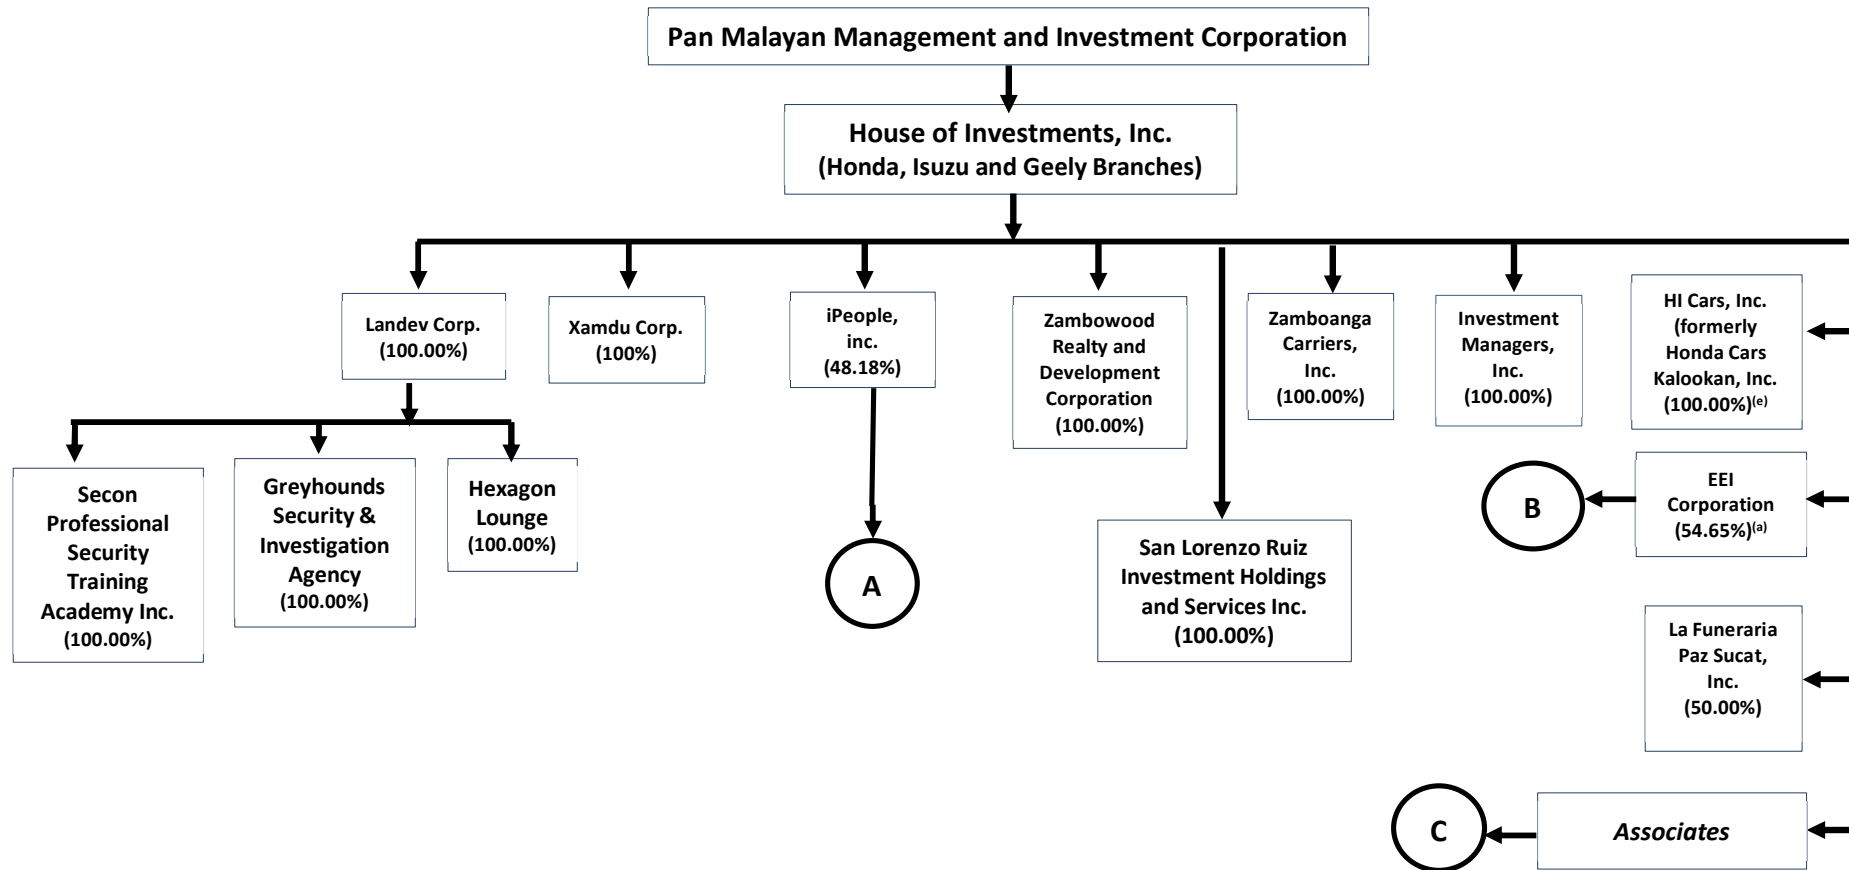 Pan Malayan Management and Investment Corporation
House of Investments, Inc.
(Honda, Isuzu and Geely Branches)
Landev Corp.
(100.00%)
Xamdu Corp.
(100%)
iPeople,
inc.
(48.18%)
Zambowood
Realty and
Development
Corporation
(100.00%)
Zamboanga
Carriers,
Inc.
(100.00%)
Investment
Managers,
Inc.
(100.00%)
HI Cars, Inc.
(formerly
Honda Cars
Kalookan, Inc.
(100.00%)(e)
Secon
Professional
Security
Training
Academy Inc.
(100.00%)
Greyhounds
Security &
Investigation
Agency
(100.00%)
Hexagon
Lounge
(100.00%)
A
San Lorenzo Ruiz
Investment Holdings
and Services Inc.
(100.00%)
B
EEI
Corporation
(54.65%)(a)
La Funeraria
Paz Sucat,
Inc.
(50.00%)
C
Associates